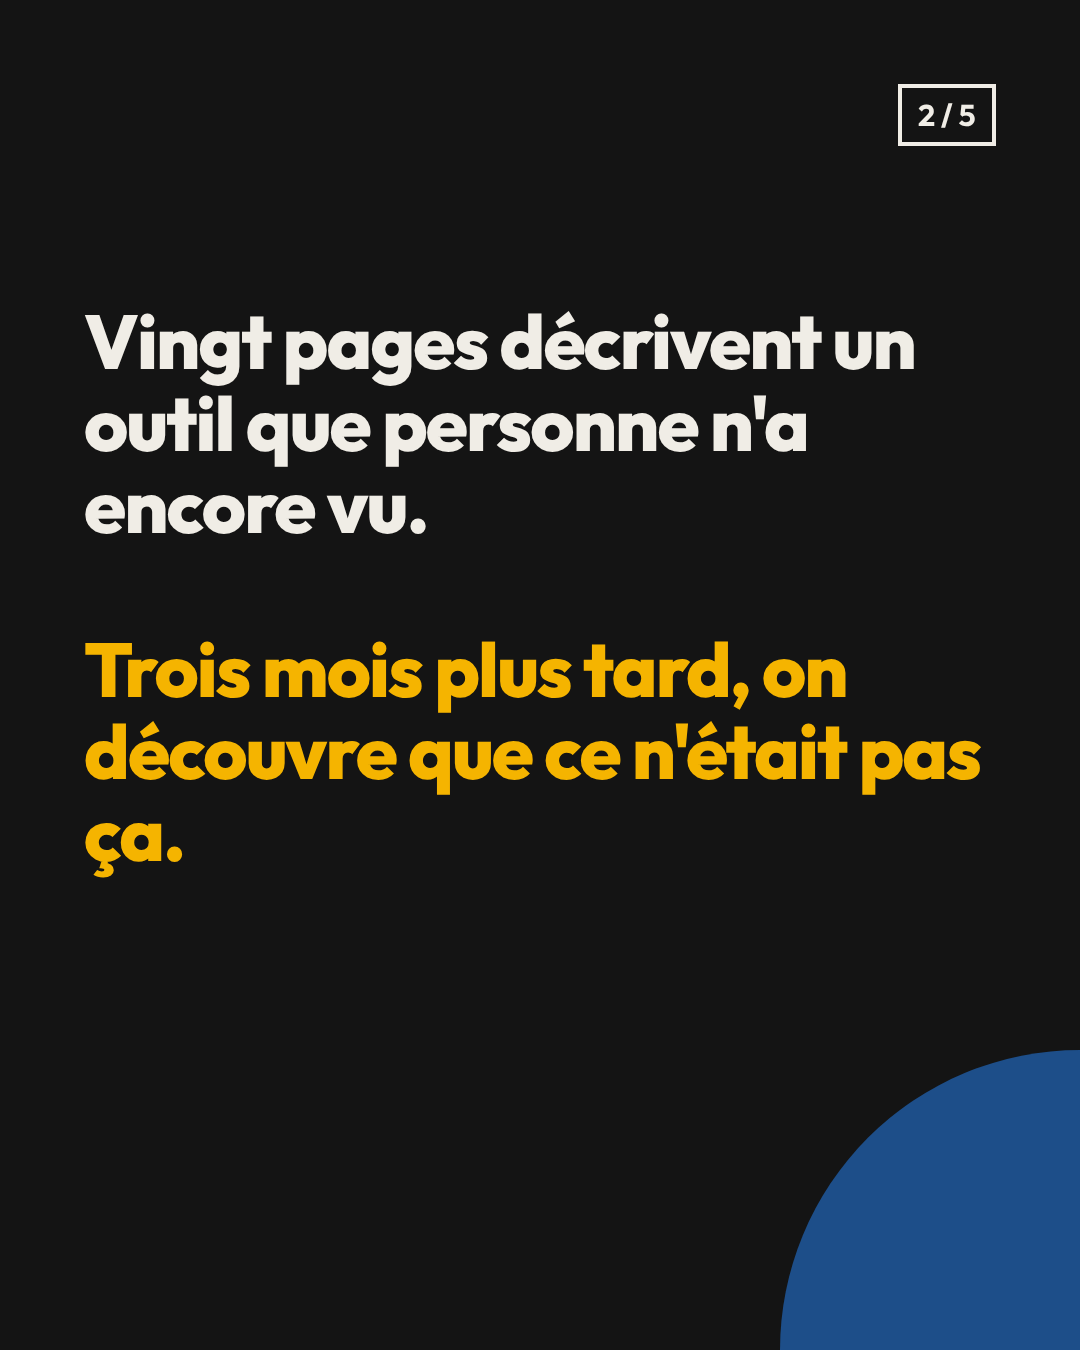 2 / 5
Vingt pages décrivent un
outil que personne n'a
encore vu.
Trois mois plus tard, on
découvre que ce n'était pas
ça.